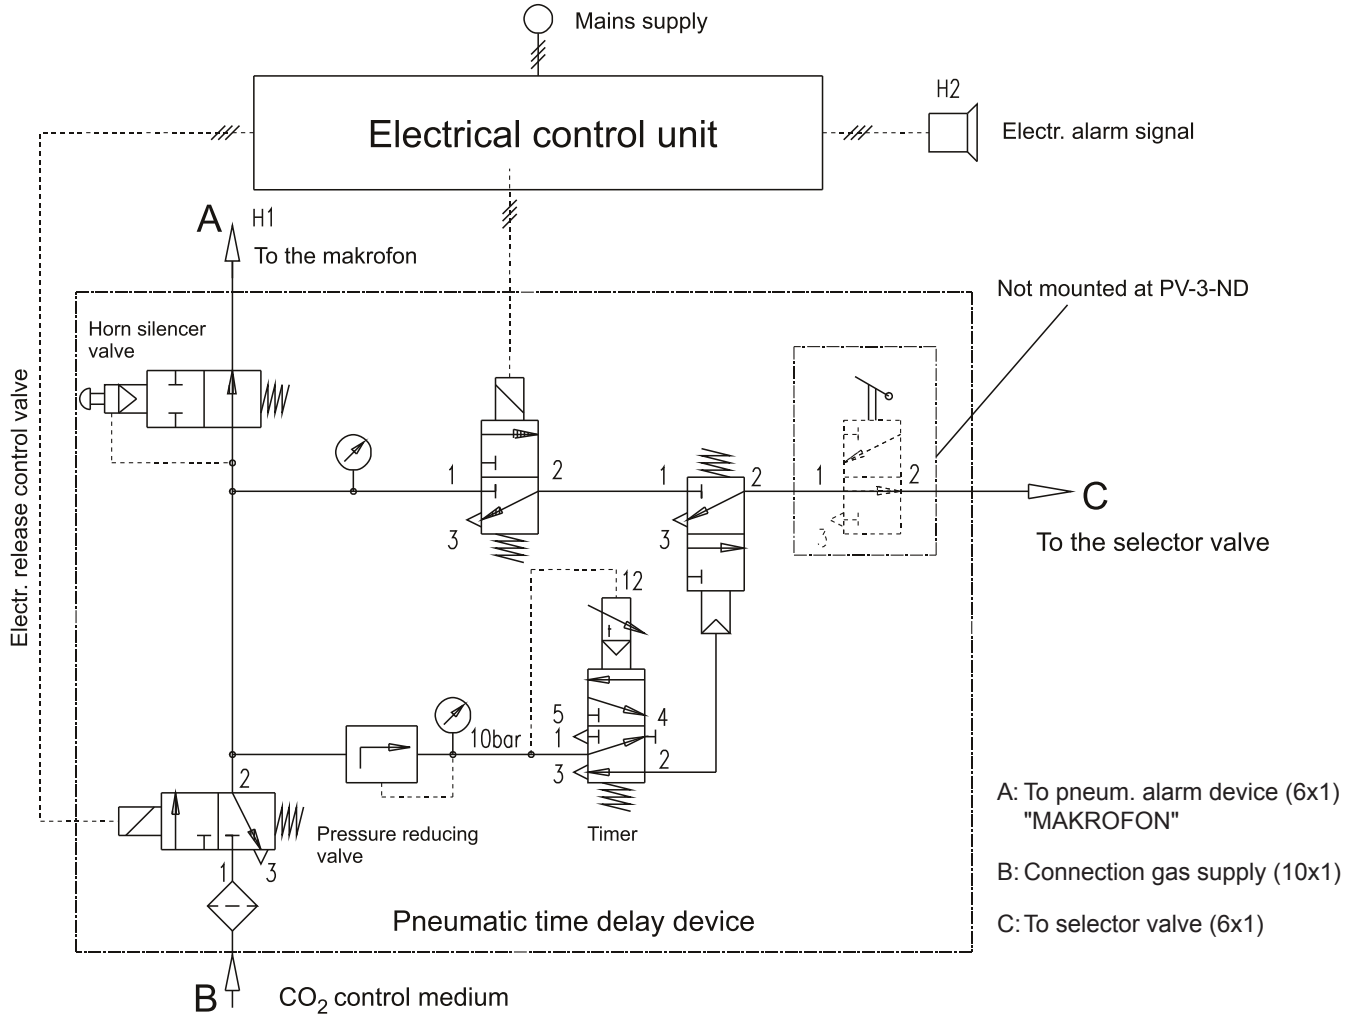 Mains supply
H2
Electrical control unit
Electr. alarm signal
A
H1
To the makrofon
Not mounted at PV-3-ND
Horn silencer
valve
Electr. release control valve
1
2
3
1
2
3
1
2
3
C
To the selector valve
12
t
5
4
1
10bar
3
2
2
Pressure reducing
valve
Timer
1
3
A: To pneum. alarm device (6x1)
"MAKROFON"
B: Connection gas supply (10x1)
C: To selector valve (6x1)
Pneumatic time delay device
B
CO₂ control medium